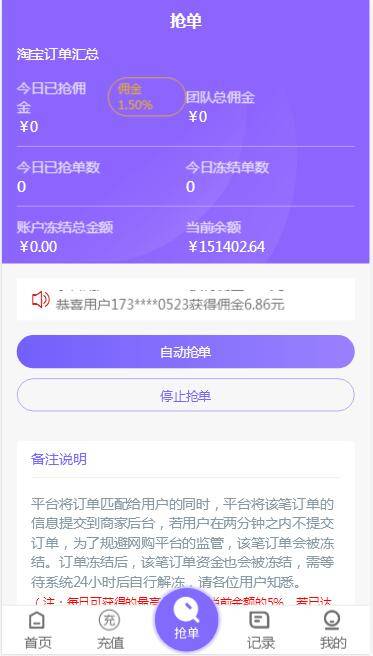 抢单
淘宝订单汇总
今日已抢佣金
佣金 1.50%
¥0
团队总佣金
¥0
今日已抢单数
0
今日冻结单数
0
账户冻结总金额
¥0.00
当前余额
¥151402.64
恭喜用户173****0523获得佣金6.86元
自动抢单
停止抢单
备注说明
平台将订单匹配给用户的同时，平台将该笔订单的
信息提交到商家后台，若用户在两分钟之内不提交
订单，为了规避网购平台的监管，该笔订单会被冻
结。订单冻结后，该笔订单资金也会被冻结，需等
待系统24小时后自行解冻，请各位用户知悉。
（注：每日可获得的最高 当前余额的5%，若已达
首页
充
充值
抢单
记录
我的